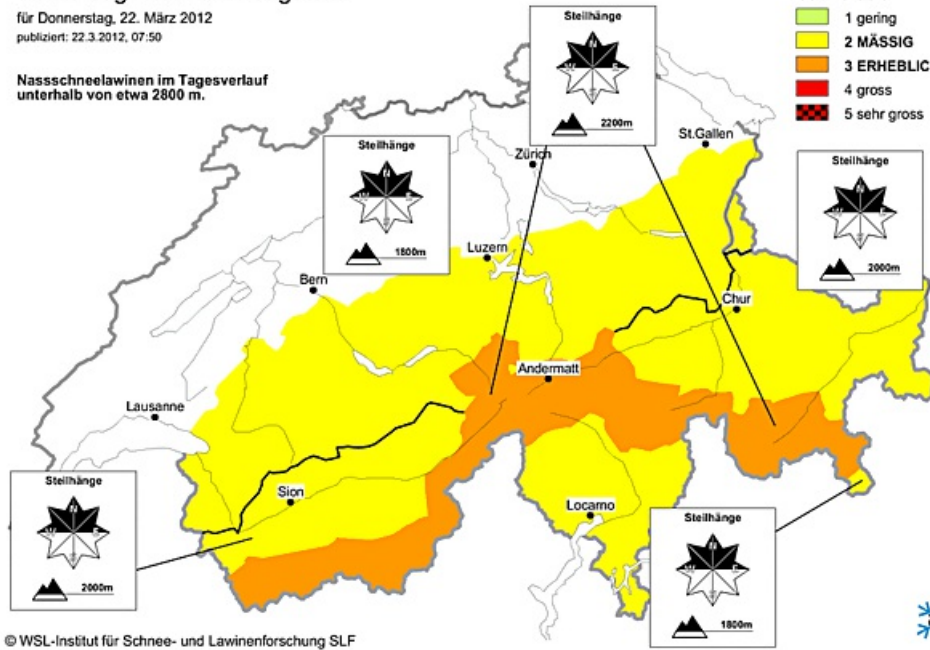 für Donnerstag, 22. März 2012
publiziert: 22.3.2012, 07:50
Nassschneelawinen im Tagesverlauf
unterhalb von etwa 2800 m.
1 gering
2 MÄSSIG
3 ERHEBLIC
4 gross
5 sehr gross
Steilhänge
N
W E
S
2200m
Steilhänge
N
W E
S
1800m
Steilhänge
N
W E
S
2000m
St.Gallen
Zürich
Luzern
Bern
Chur
Andermatt
Lausanne
Sion
Locarno
Steilhänge
N
W E
S
2000m
Steilhänge
N
W E
S
1800m
© WSL-Institut für Schnee- und Lawinenforschung SLF